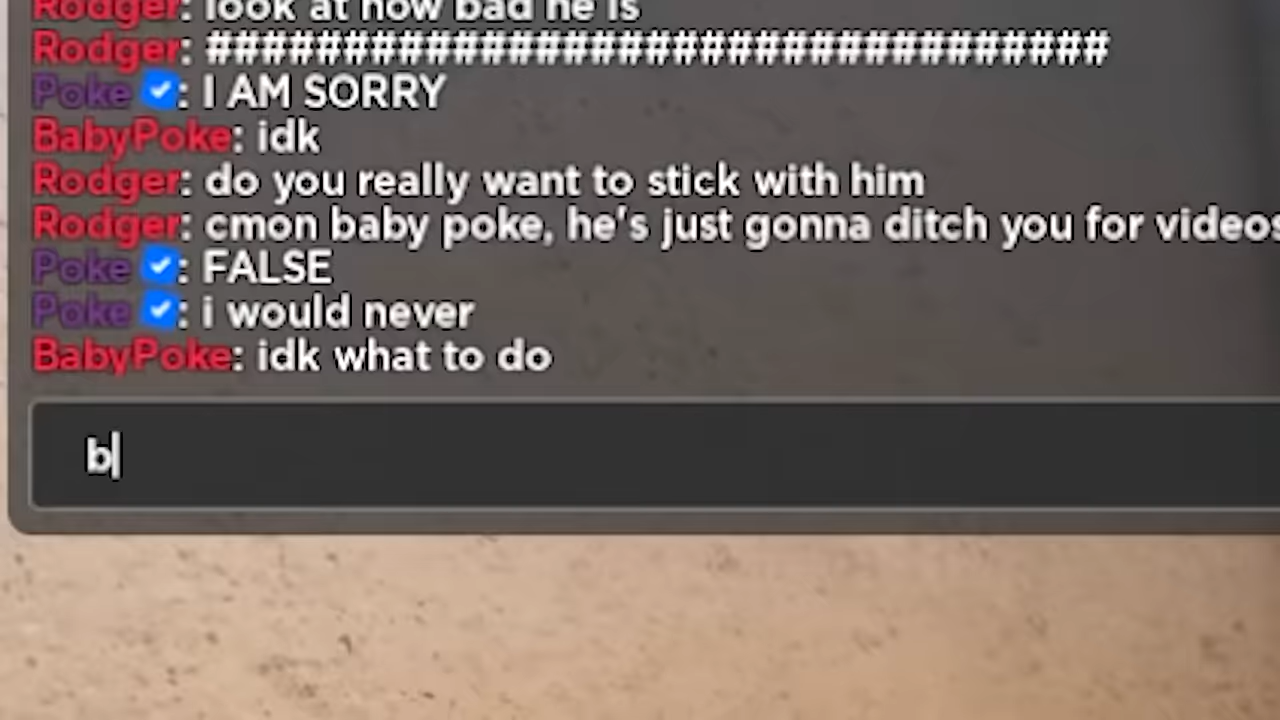 Rodger: look at how bad he is
Rodger: #################################
Poke: I AM SORRY
BabyPoke: idk
Rodger: do you really want to stick with him
Rodger: cmon baby poke, he's just gonna ditch you for videos
Poke: FALSE
Poke: i would never
BabyPoke: idk what to do
b